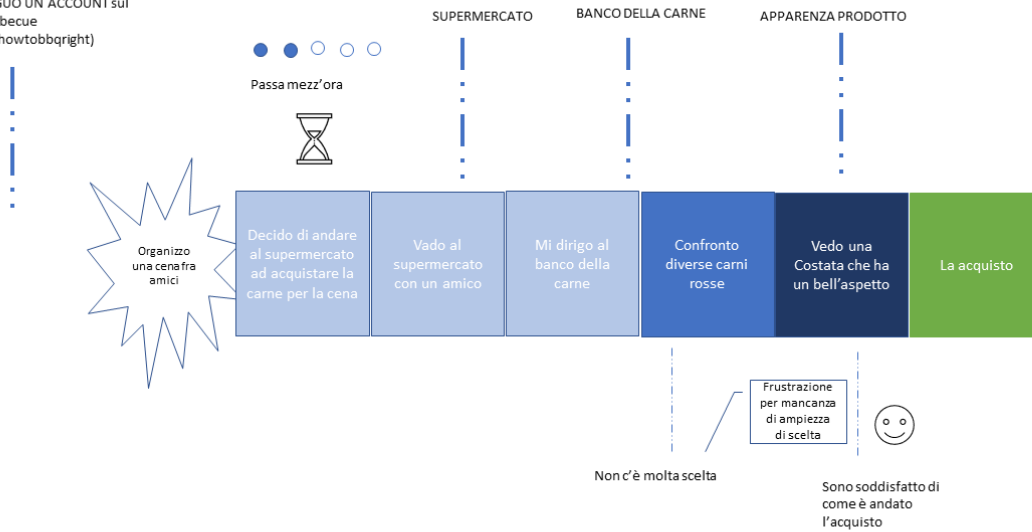 GUO UN ACCOUNT sul
becue
howtobbqright)
SUPERMERCATO
BANCO DELLA CARNE
APPARENZA PRODOTTO
Passa mezz'ora
Organizzo
una cena fra
amici
Decido di andare
al supermercato
ad acquistare la
carne per la cena
Vado al
supermercato
con un amico
Mi dirigo al
banco della
carne
Confronto
diverse carni
rosse
Vedo una
Costata che ha
un bell'aspetto
La acquisto
Frustrazione
per mancanza
di ampiezza
di scelta
Non c'è molta scelta
Sono soddisfatto di
come è andato
l'acquisto